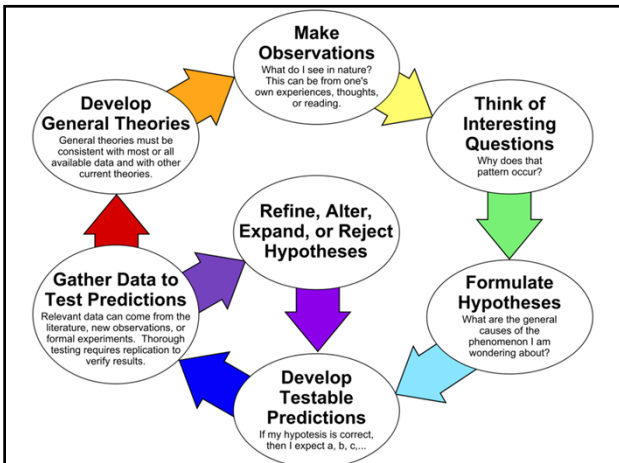 Make
Observations
What do I see in nature?
This can be from one's
own experiences, thoughts,
or reading.
Think of
Interesting
Questions
Why does that
pattern occur?
Formulate
Hypotheses
What are the general
causes of the
phenomenon I am
wondering about?
Develop
Testable
Predictions
If my hypotesis is correct,
then I expect a, b, c,...
Gather Data to
Test Predictions
Relevant data can come from the
literature, new observations, or
formal experiments. Thorough
testing requires replication to
verify results.
Refine, Alter,
Expand, or Reject
Hypotheses
Develop
General Theories
General theories must be
consistent with most or all
available data and with other
current theories.